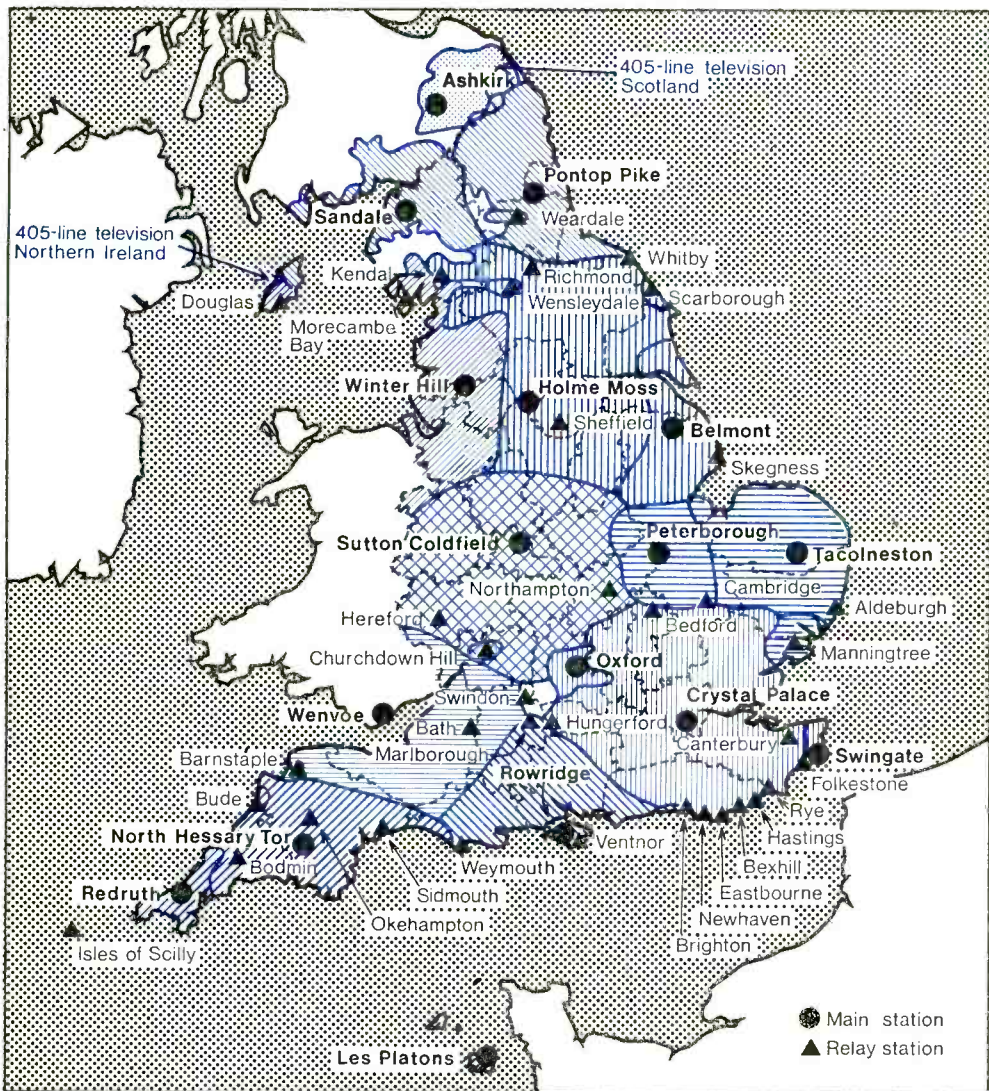 405-line television
Scotland
Ashkirk
Pontop Pike
Weardale
Sandale
405-line television
Northern Ireland
Douglas
Kendal
Richmond
Whitby
Wensleydale
Scarborough
Morecambe
Bay
Winter Hill
Holme Moss
Sheffield
Belmont
Skegness
Sutton Coldfield
Peterborough
Tacolneston
Northampton
Cambridge
Hereford
Bedford
Aldeburgh
Churchdown Hill
Oxford
Manningtree
Swindon
Crystal Palace
Wenvoe
Bath
Hungerford
Canterbury
Marlborough
Swingate
Barnstaple
Rowridge
Folkestone
Bude
Rye
North Hessary Tor
Ventnor
Hastings
Bodmin
Weymouth
Bexhill
Redruth
Sidmouth
Eastbourne
Okehampton
Newhaven
Brighton
Isles of Scilly
Main station
Les Platons
Relay station